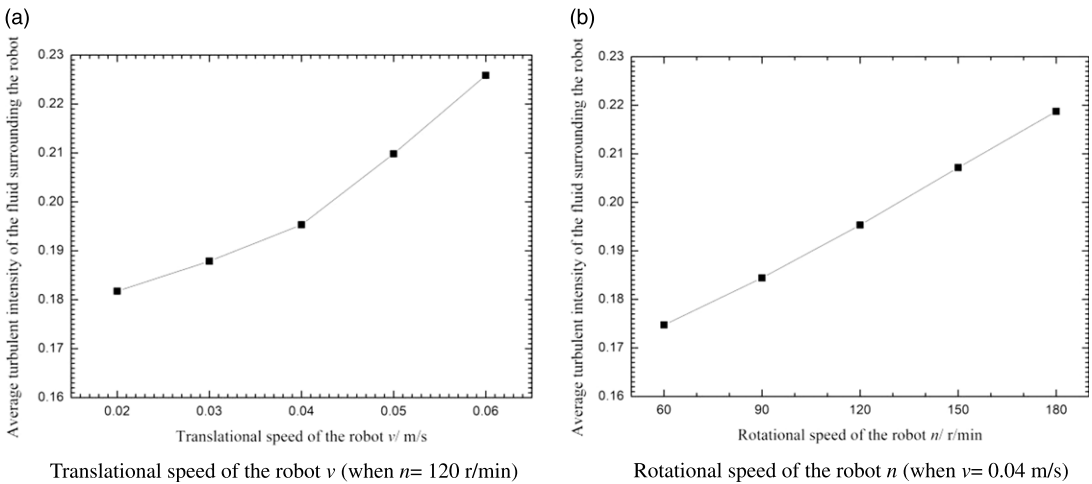 (a)
Average turbulent intensity of the fluid surrounding the robot
0.23
0.22
0.21
0.20
0.19
0.18
0.17
0.16
0.02 0.03 0.04 0.05 0.06
Translational speed of the robot v/ m/s
Translational speed of the robot v (when n= 120 r/min)
(b)
Average turbulent intensity of the fluid surrounding the robot
0.23
0.22
0.21
0.20
0.19
0.18
0.17
0.16
60 90 120 150 180
Rotational speed of the robot n/ r/min
Rotational speed of the robot n (when v= 0.04 m/s)